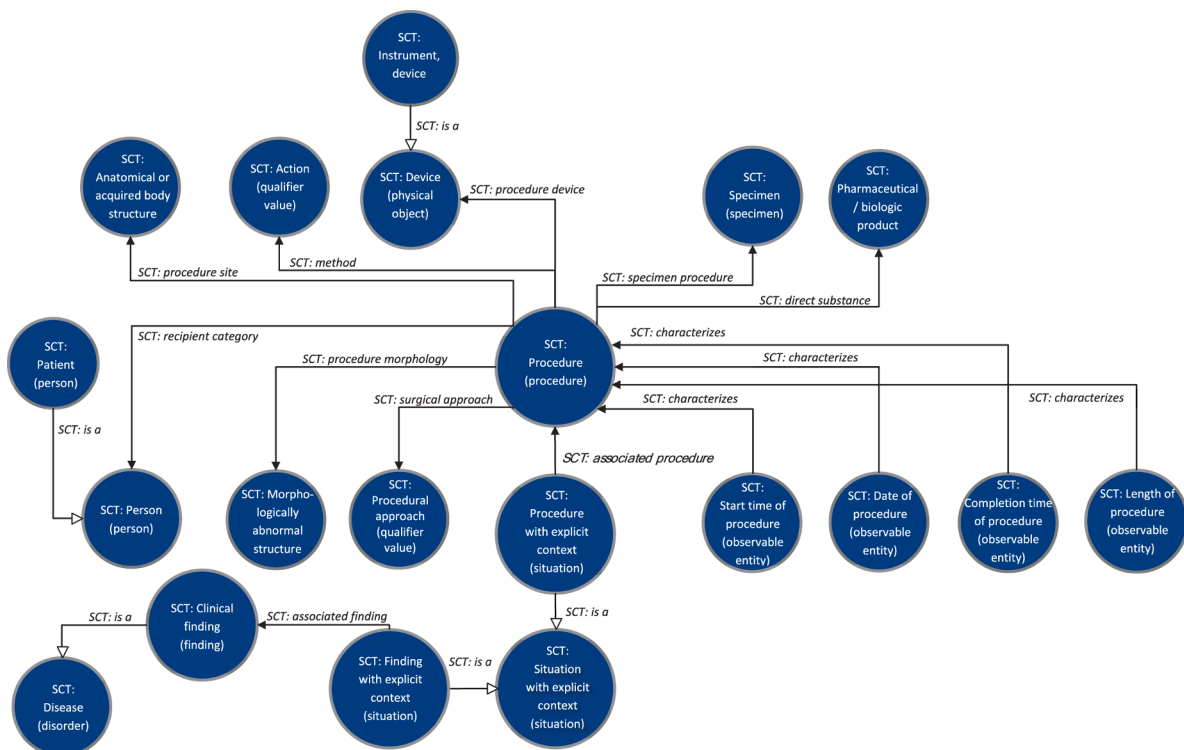 SCT:
Instrument,
device
SCT: is a
SCT:
Anatomical or
acquired body
structure
SCT: Action
(qualifier
value)
SCT: Device
(physical
object)
SCT: procedure device
SCT:
Specimen
(specimen)
SCT:
Pharmaceutical
/ biologic
product
SCT: procedure site
SCT: method
SCT: specimen procedure
SCT: direct substance
SCT:
Patient
(person)
SCT: recipient category
SCT: procedure morphology
SCT: surgical approach
SCT:
Procedure
(procedure)
SCT: characterizes
SCT: characterizes
SCT: characterizes
SCT: characterizes
SCT: is a
SCT: associated procedure
SCT: Person
(person)
SCT: Morpho-
logically
abnormal
structure
SCT:
Procedural
approach
(qualifier
value)
SCT:
Procedure
with explicit
context
(situation)
SCT:
Start time of
procedure
(observable
entity)
SCT: Date of
procedure
(observable
entity)
SCT:
Completion time
of procedure
(observable
entity)
SCT: Length of
procedure
(observable
entity)
SCT: is a
SCT: is a
SCT: Clinical
finding
(finding)
SCT: associated finding
SCT:
Disease
(disorder)
SCT: Finding
with explicit
context
(situation)
SCT: is a
SCT:
Situation
with explicit
context
(situation)